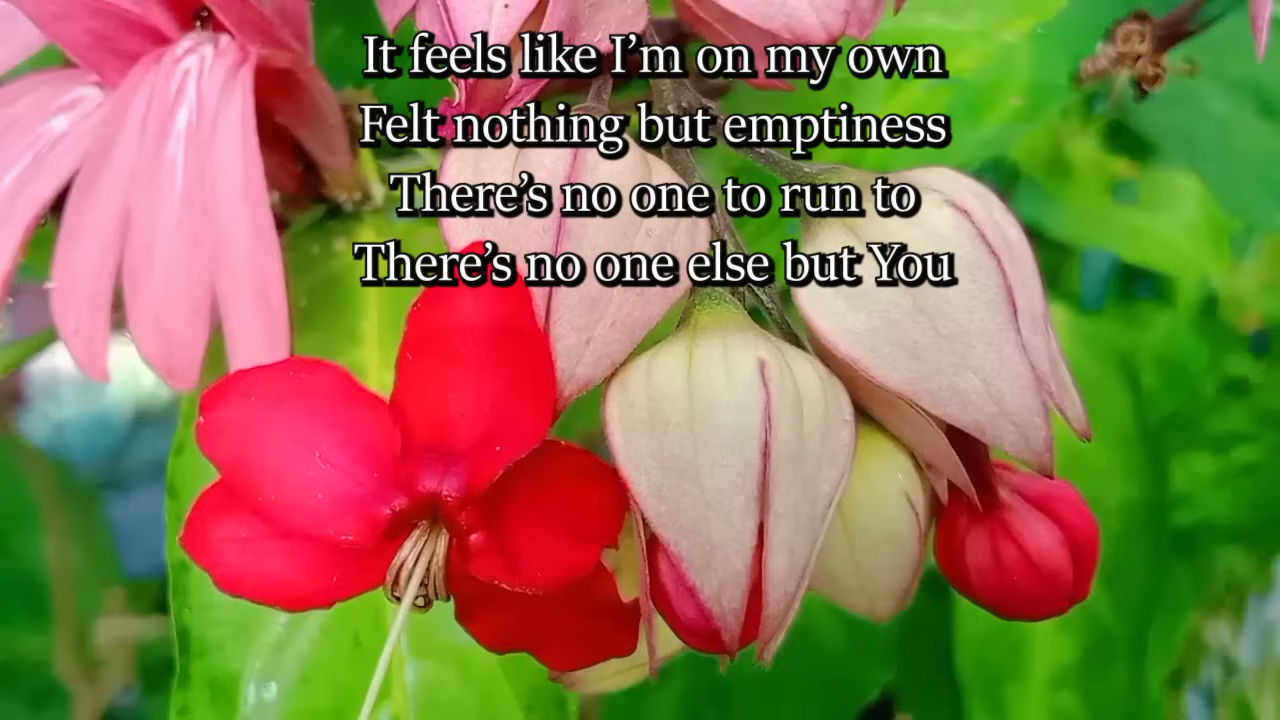 It feels like I’m on my own
Felt nothing but emptiness
There’s no one to run to
There’s no one else but You